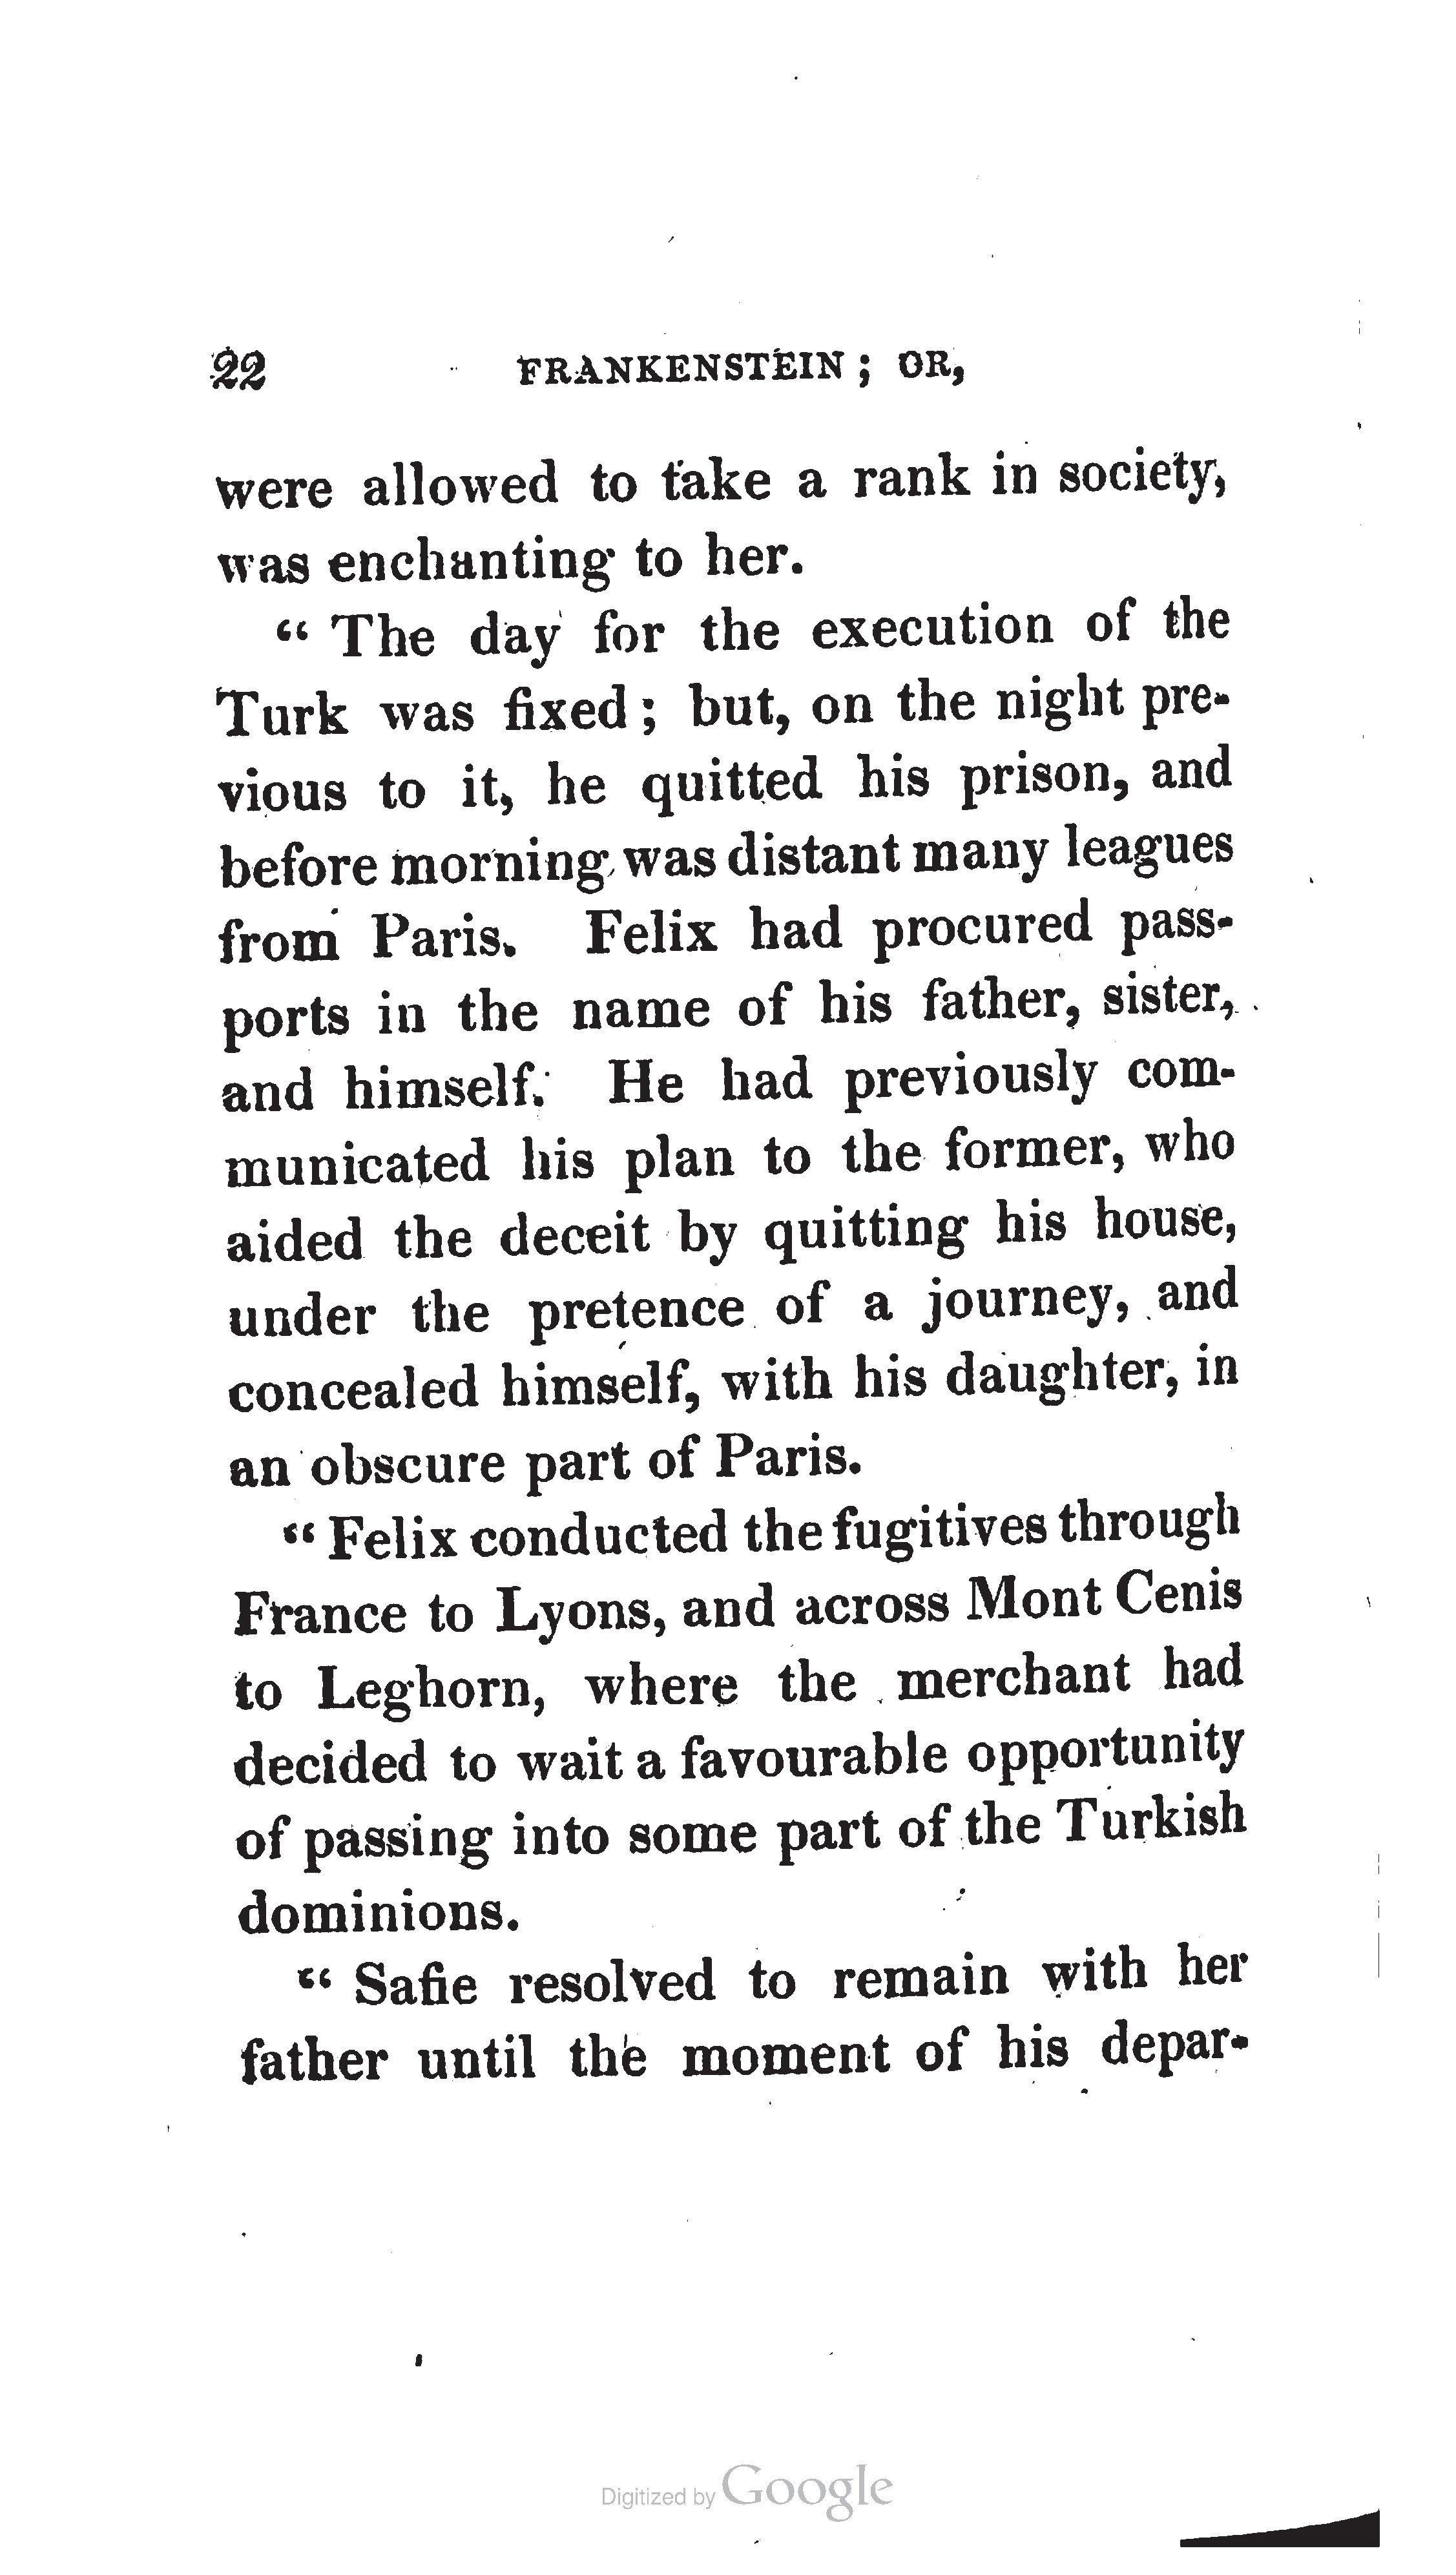 22 FRANKENSTEIN ; OR,
were allowed to take a rank in society,
was enchanting to her.
“ The day for the execution of the
Turk was fixed ; but, on the night pre-
vious to it, he quitted his prison, and
before morning was distant many leagues
from Paris. Felix had procured pass-
ports in the name of his father, sister,
and himself. He had previously com-
municated his plan to the former, who
aided the deceit by quitting his house,
under the pretence of a journey, and
concealed himself, with his daughter, in
an obscure part of Paris.
“ Felix conducted the fugitives through
France to Lyons, and across Mont Cenis
to Leghorn, where the merchant had
decided to wait a favourable opportunity
of passing into some part of the Turkish
dominions.
“ Safie resolved to remain with her
father until the moment of his depar-
Digitized by Google